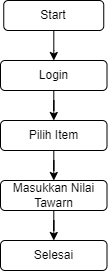 Start
Login
Pilih Item
Masukkan Nilai
Tawarn
Selesai